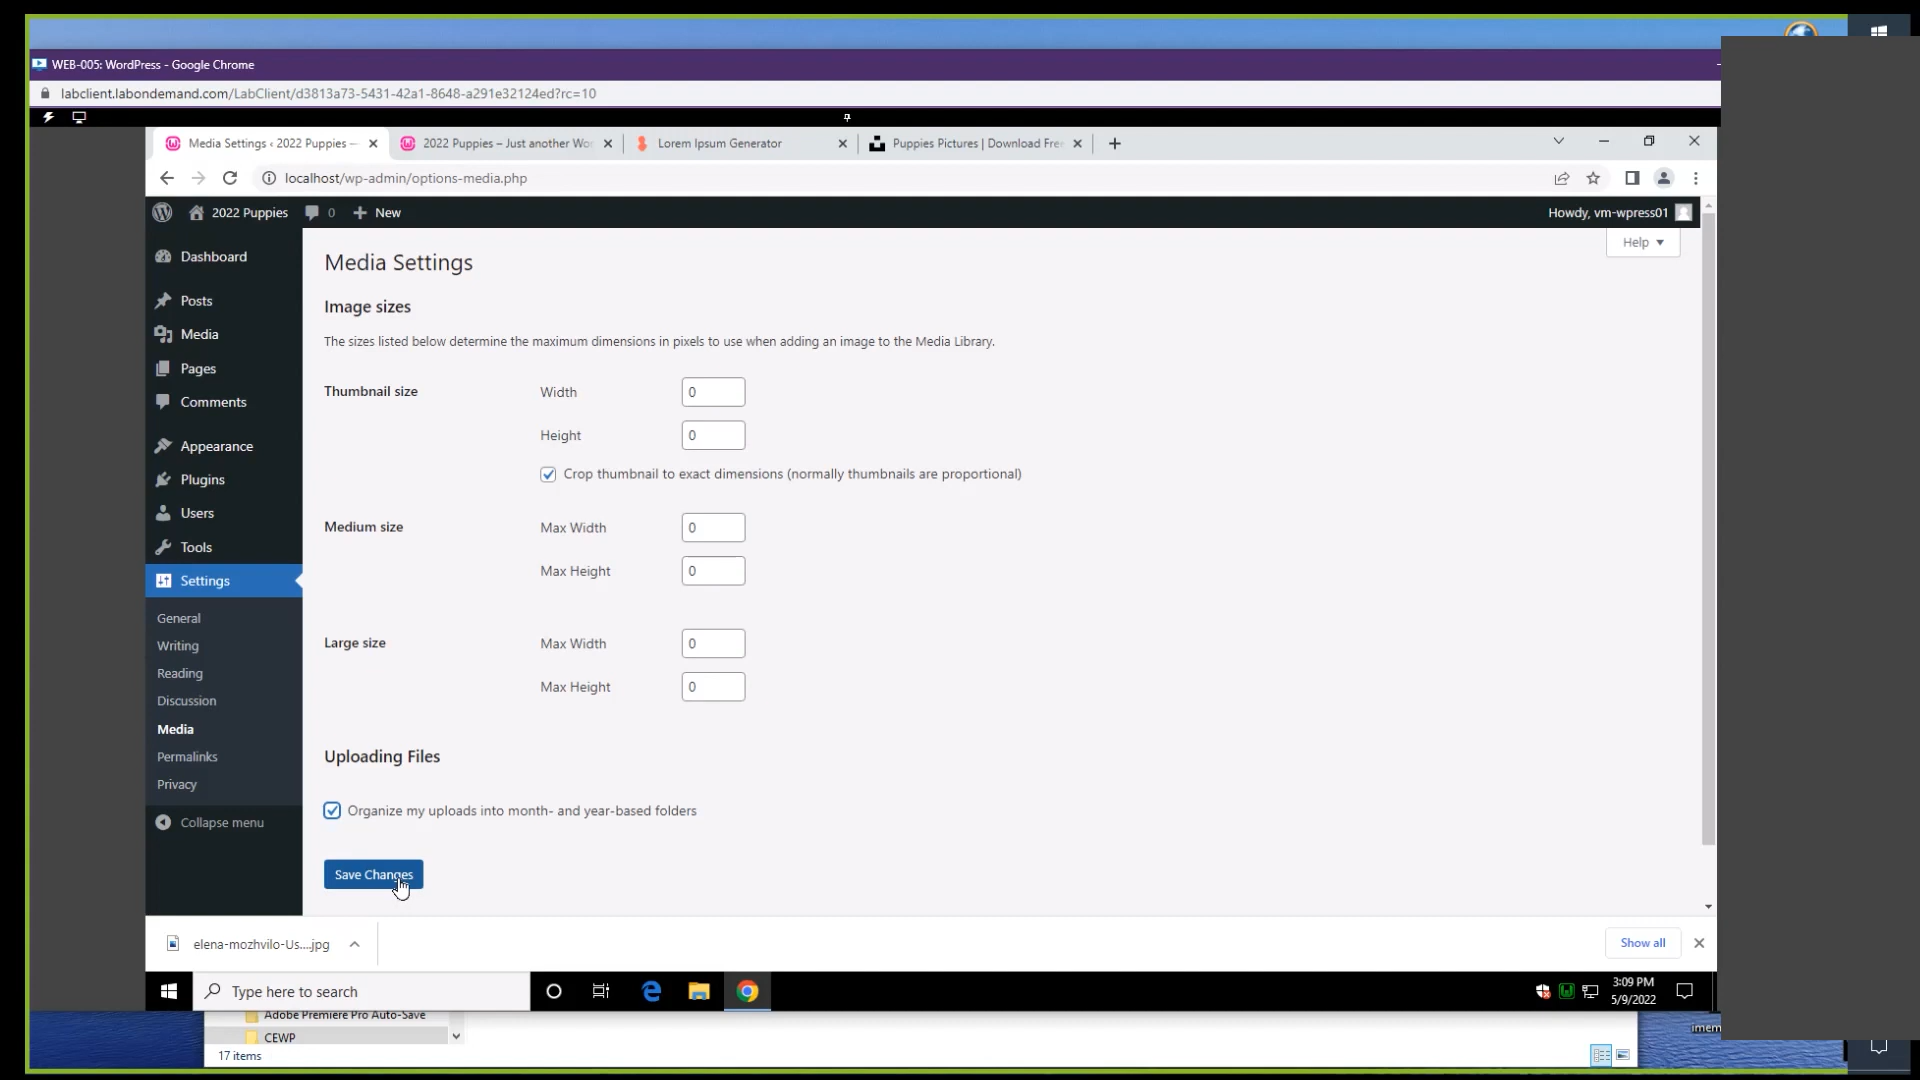 WEB-005: WordPress - Google Chrome
labclient.labondemand.com/LabClient/d3813a73-5431-42a1-8648-a291e32124ed?rc=10
Media Settings ‹ 2022 Puppies —
2022 Puppies – Just another Wor
Lorem Ipsum Generator
Puppies Pictures | Download Free
localhost/wp-admin/options-media.php
2022 Puppies
0
New
Howdy, vm-wpress01
Help
Dashboard
Posts
Media
Pages
Comments
Appearance
Plugins
Users
Tools
Settings
General
Writing
Reading
Discussion
Media
Permalinks
Privacy
Collapse menu
Media Settings
Image sizes
The sizes listed below determine the maximum dimensions in pixels to use when adding an image to the Media Library.
Thumbnail size Width 0
Height 0
Crop thumbnail to exact dimensions (normally thumbnails are proportional)
Medium size Max Width 0
Max Height 0
Large size Max Width 0
Max Height 0
Uploading Files
Organize my uploads into month- and year-based folders
Save Changes
elena-mozhvilo-Us....jpg
Show all
Type here to search
3:09 PM
5/9/2022
Adobe Premiere Pro Auto-Save
CEWP
17 items
imem